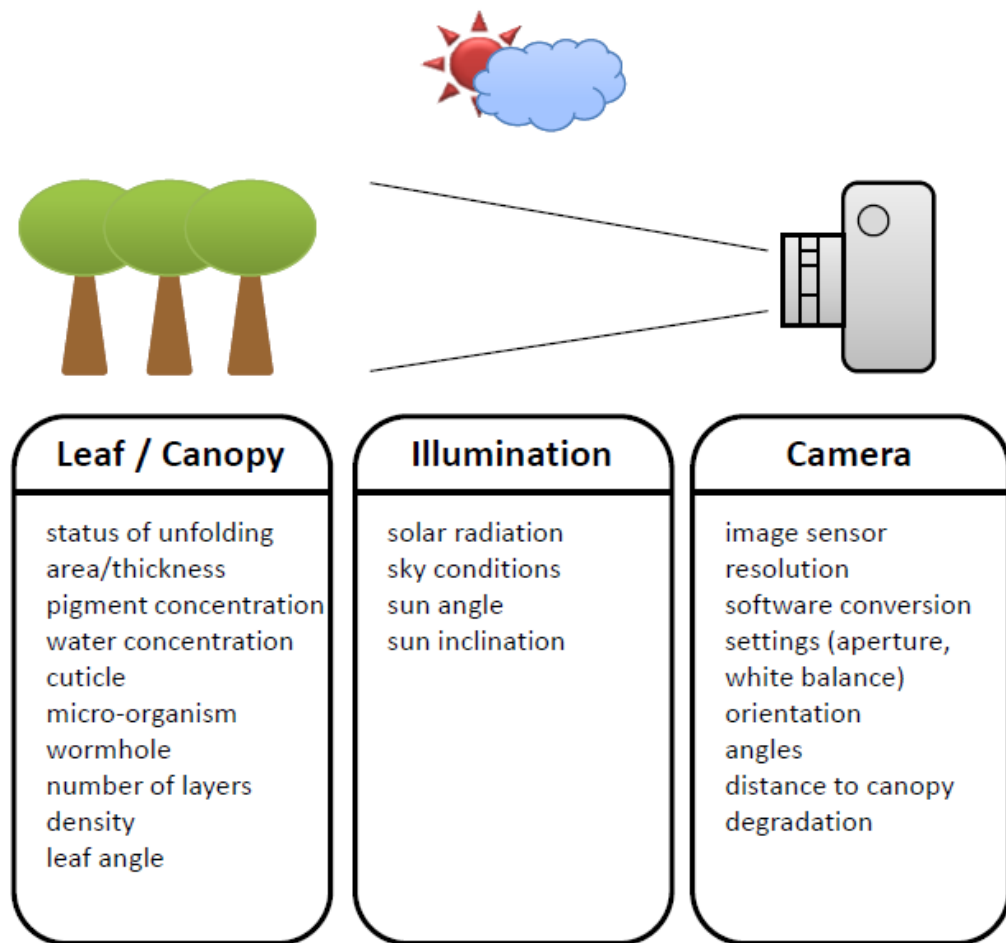 Leaf / Canopy
status of unfolding
area/thickness
pigment concentration
water concentration
cuticle
micro-organism
wormhole
number of layers
density
leaf angle
Illumination
solar radiation
sky conditions
sun angle
sun inclination
Camera
image sensor
resolution
software conversion
settings (aperture,
white balance)
orientation
angles
distance to canopy
degradation